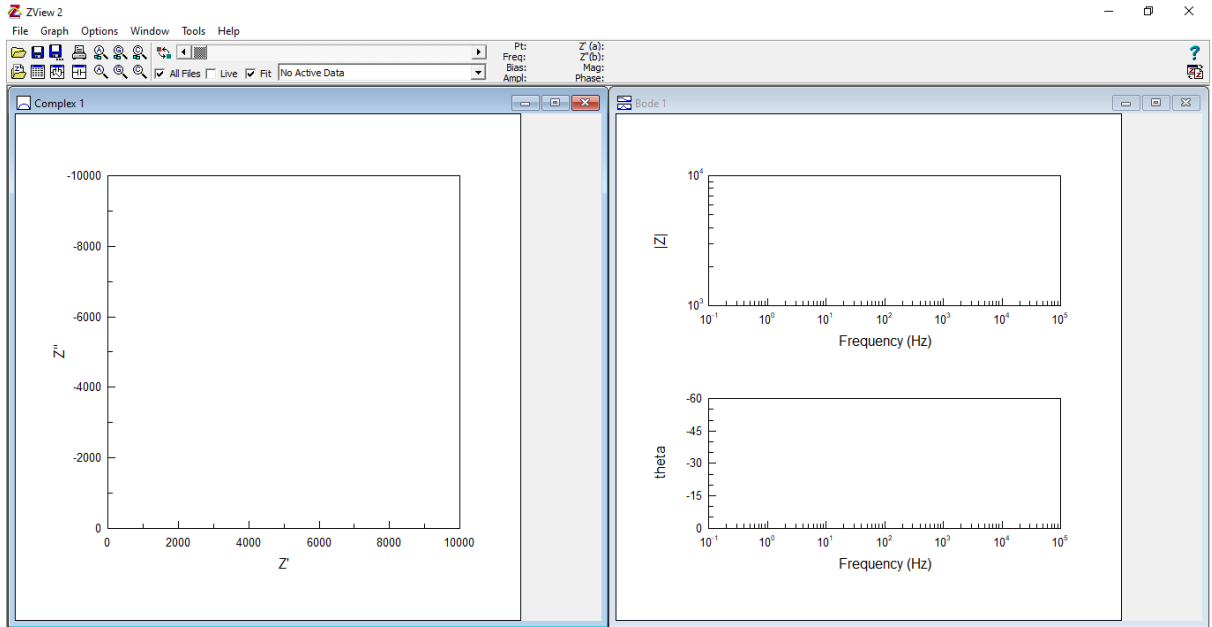 ZView 2
File Graph Options Window Tools Help
Pt: Z' (a):
Freq: Z"(b):
Bias: Mag:
Ampl: Phase:
All Files Live Fit No Active Data
Complex 1
-10000
-8000
-6000
-4000
-2000
0
Z''
0 2000 4000 6000 8000 10000
Z'
Bode 1
10⁴
|Z|
10³
10⁻¹ 10⁰ 10¹ 10² 10³ 10⁴ 10⁵
Frequency (Hz)
-60
-45
-30
-15
0
theta
10⁻¹ 10⁰ 10¹ 10² 10³ 10⁴ 10⁵
Frequency (Hz)